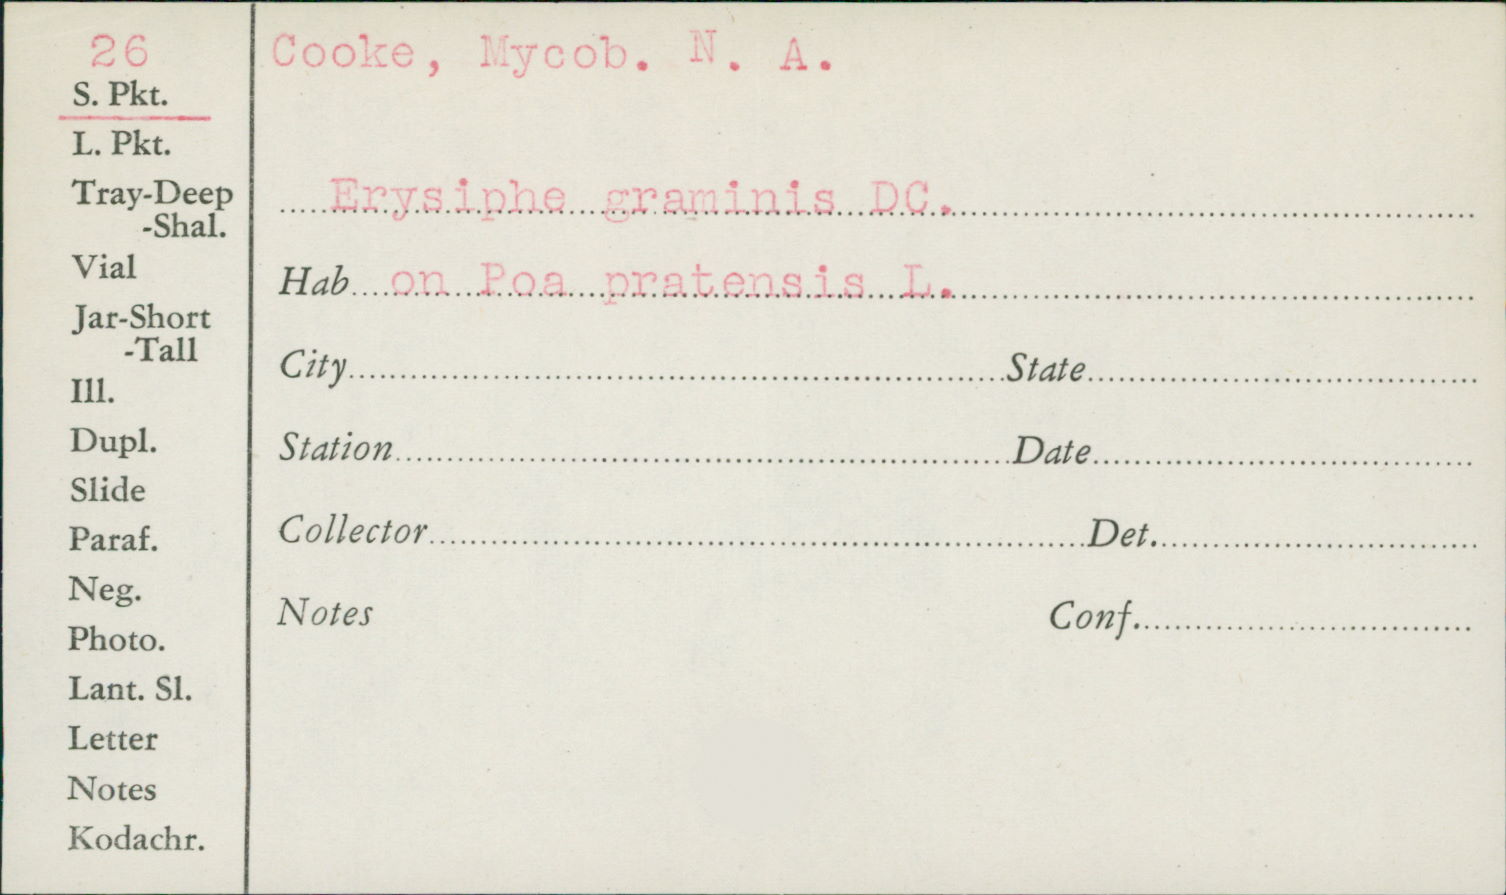 26
S. Pkt.
L. Pkt.
Tray-Deep
-Shal.
Vial
Jar-Short
-Tall
Ill.
Dupl.
Slide
Paraf.
Neg.
Photo.
Lant. Sl.
Letter
Notes
Kodachr.
Cooke, Mycob. N. A.
Erysiphe graminis DC.
Hab on Poa pratensis L.
City State
Station Date
Collector Det.
Notes Conf.